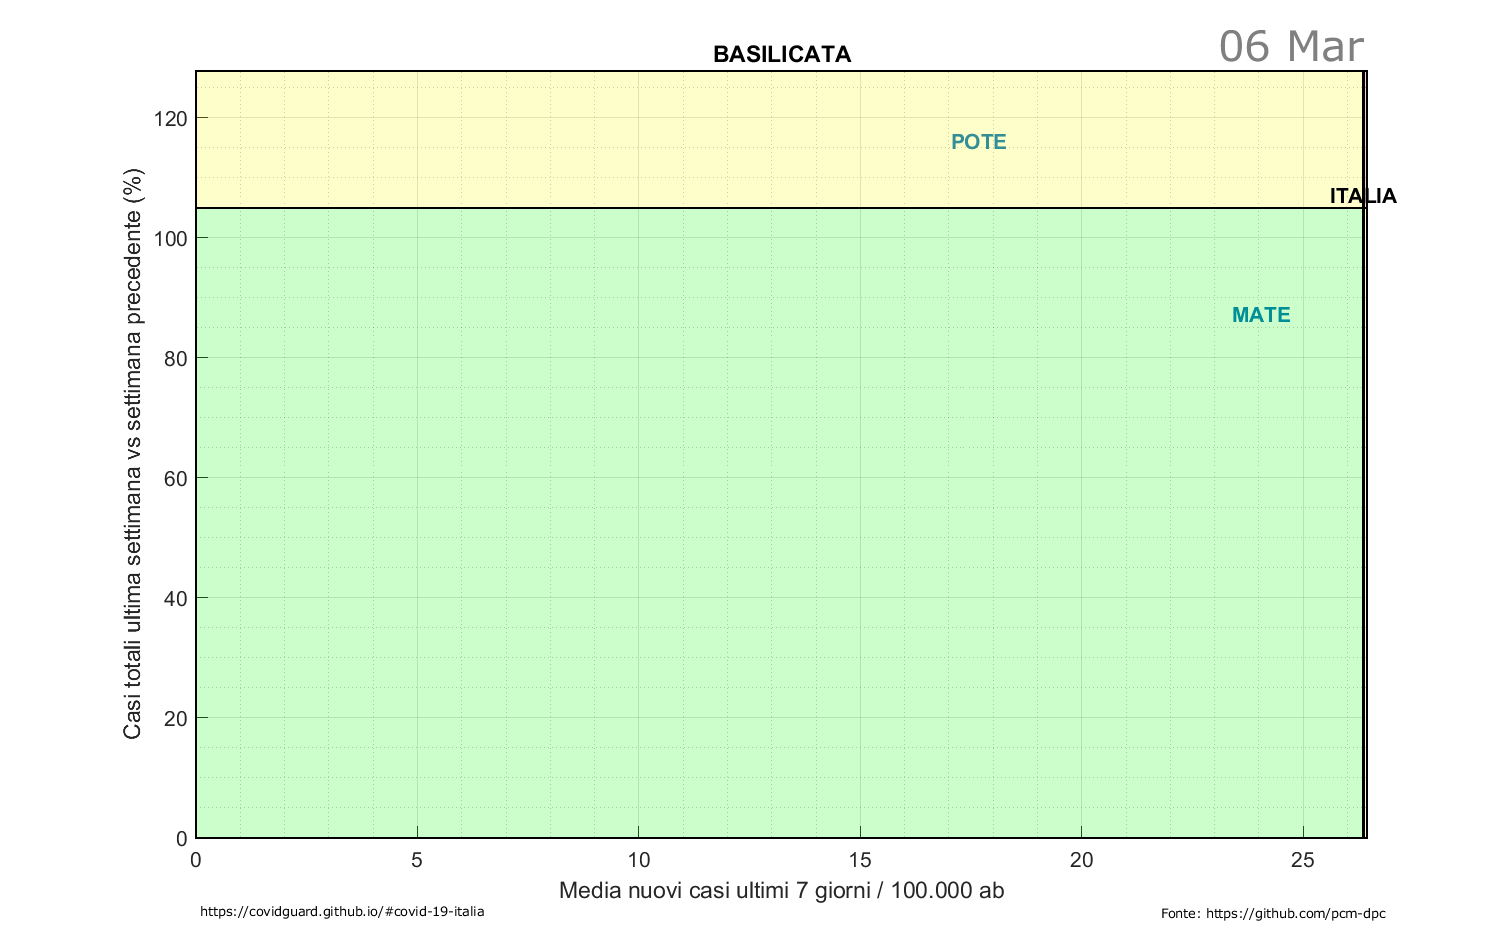 06 Mar
BASILICATA
120
100
80
60
40
20
0
Casi totali ultima settimana vs settimana precedente (%)
POTE
ITALIA
MATE
0 5 10 15 20 25
Media nuovi casi ultimi 7 giorni / 100.000 ab
https://covidguard.github.io/#covid-19-italia
Fonte: https://github.com/pcm-dpc